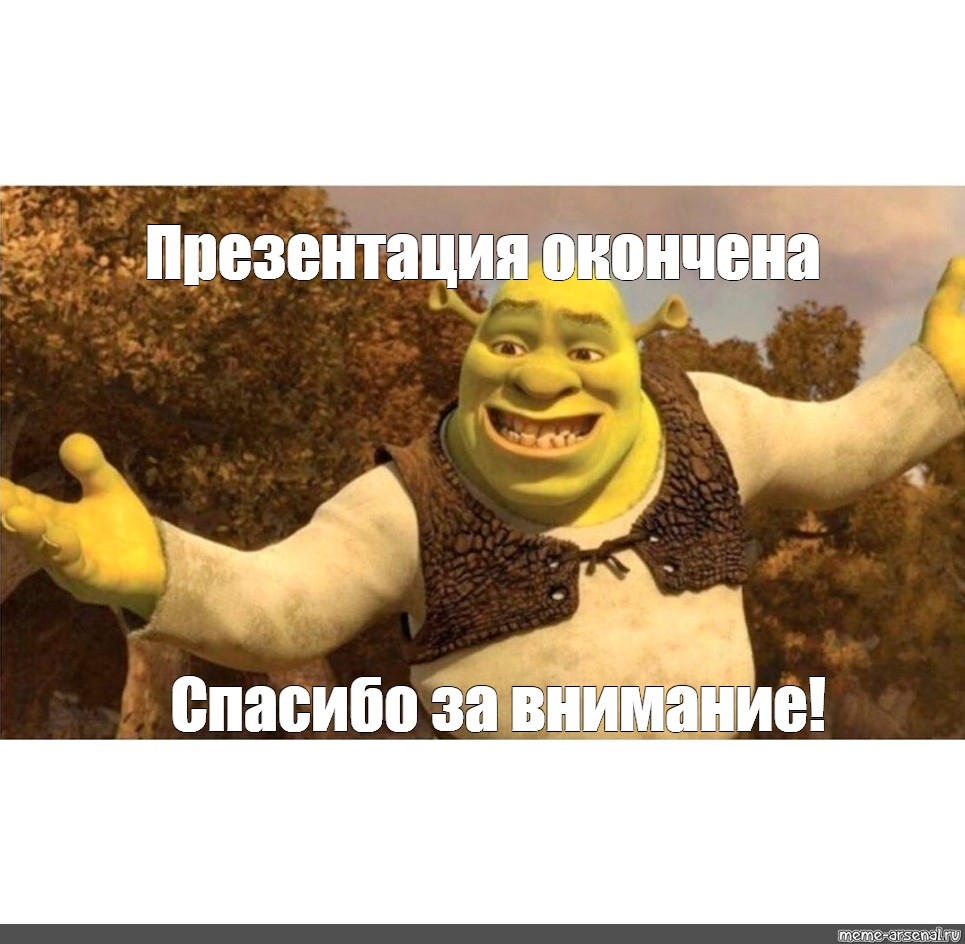 Презентация окончена
Спасибо за внимание!
meme-arsenal.ru